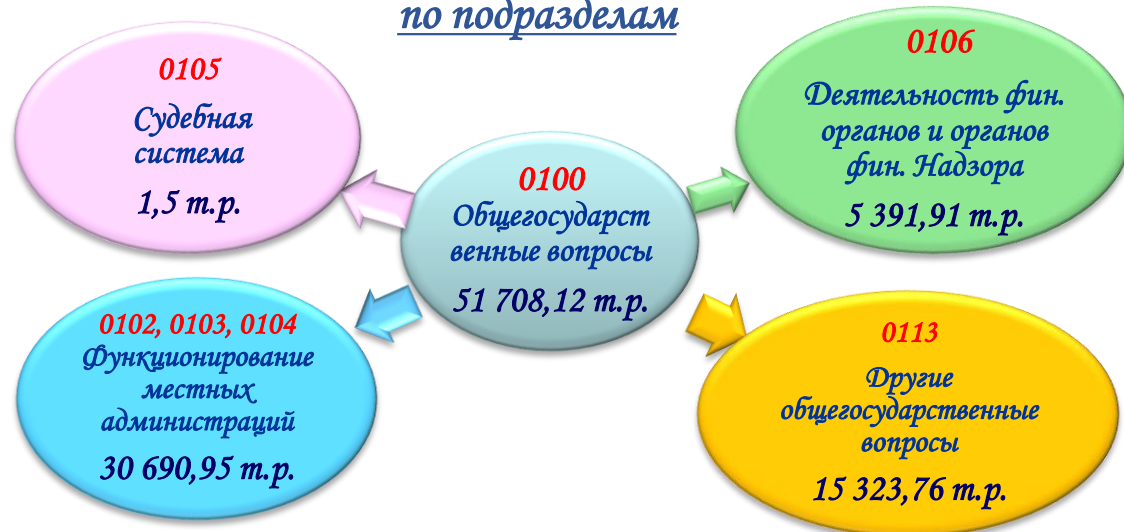 по подразделам
0105
Судебная
система
1,5 т.р.
0106
Деятельность фин.
органов и органов
фин. Надзора
5 391,91 т.р.
0100
Общегосударст
венные вопросы
51 708,12 т.р.
0102, 0103, 0104
Функционирование
местных
администраций
30 690,95 т.р.
0113
Другие
общегосударственные
вопросы
15 323,76 т.р.